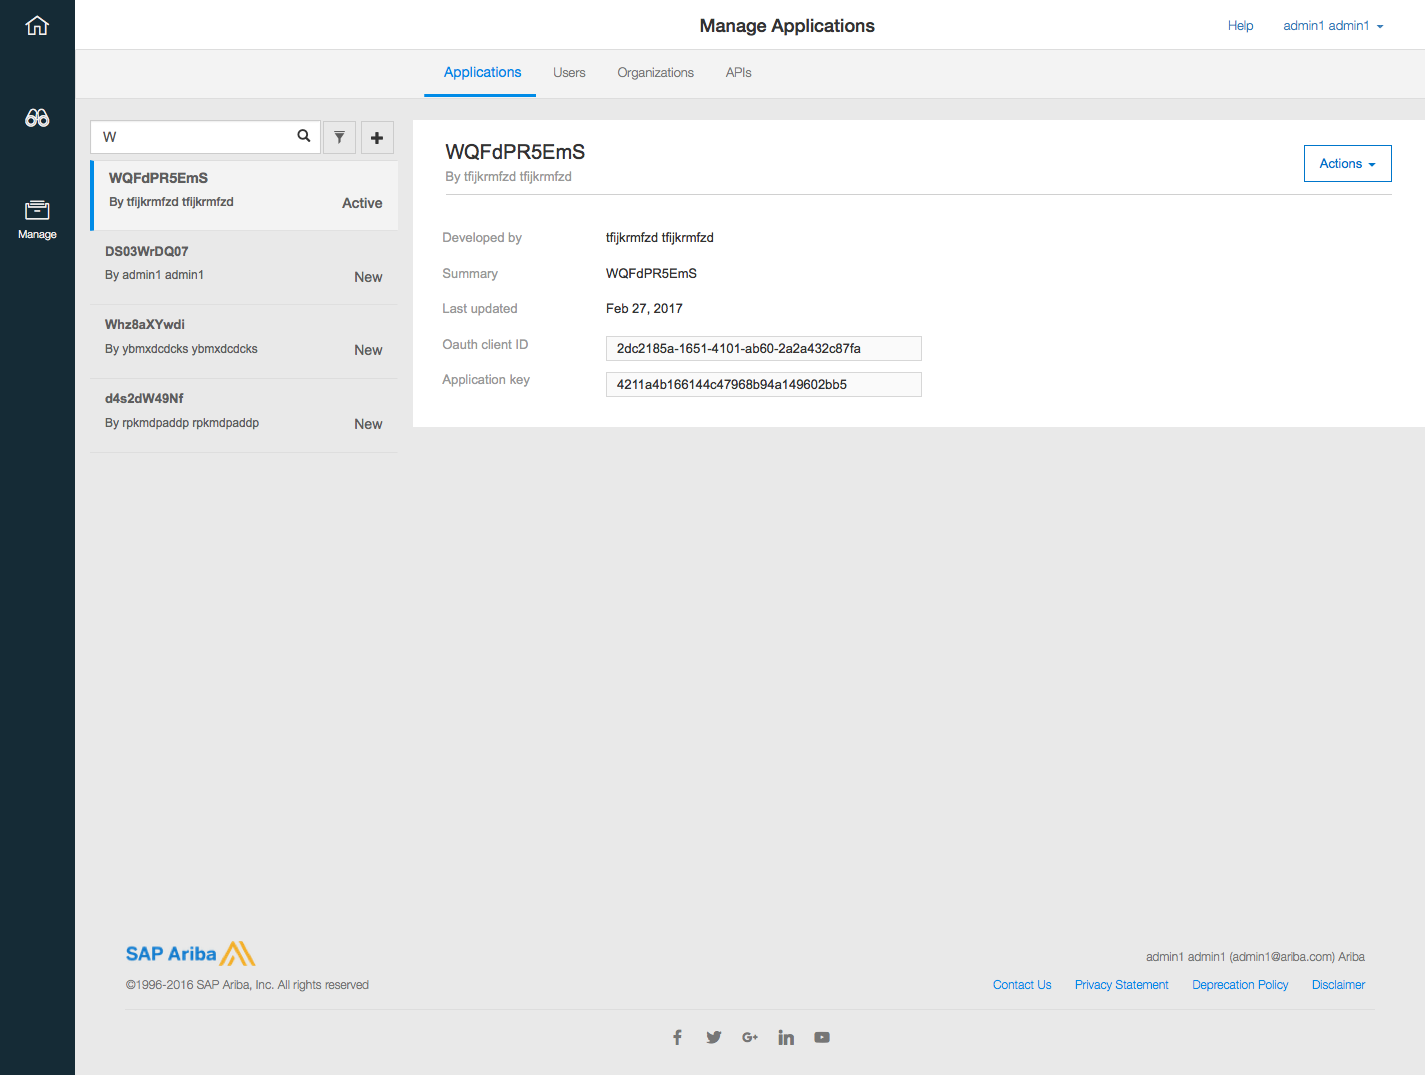 Manage Applications
Help
admin1 admin1
Applications
Users
Organizations
APIs
Manage
W
WQFdPR5EmS
By tfijkrmfzd tfijkrmfzd
Active
DS03WrDQ07
By admin1 admin1
New
Whz8aXYwdi
By ybmxdcdcks ybmxdcdcks
New
d4s2dW49Nf
By rpkmdpaddp rpkmdpaddp
New
WQFdPR5EmS
By tfijkrmfzd tfijkrmfzd
Actions
Developed by tfijkrmfzd tfijkrmfzd
Summary WQFdPR5EmS
Last updated Feb 27, 2017
Oauth client ID 2dc2185a-1651-4101-ab60-2a2a432c87fa
Application key 4211a4b166144c47968b94a149602bb5
SAP Ariba
©1996-2016 SAP Ariba, Inc. All rights reserved
admin1 admin1 (admin1@ariba.com) Ariba
Contact Us
Privacy Statement
Deprecation Policy
Disclaimer